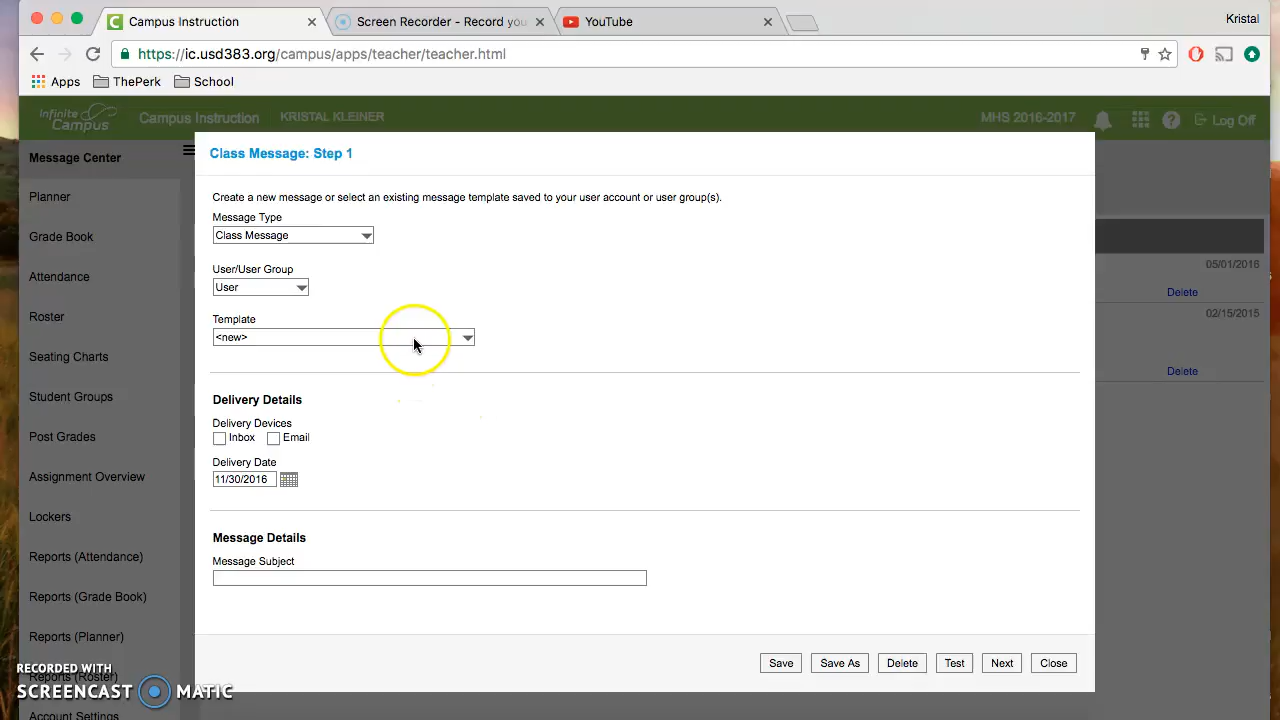 Campus Instruction
Screen Recorder - Record you
YouTube
Kristal
https://ic.usd383.org/campus/apps/teacher/teacher.html
Apps
ThePerk
School
Infinite Campus
Campus Instruction
KRISTAL KLEINER
MHS 2016-2017
Log Off
Message Center
Planner
Grade Book
Attendance
Roster
Seating Charts
Student Groups
Post Grades
Assignment Overview
Lockers
Reports (Attendance)
Reports (Grade Book)
Reports (Planner)
Reports (Roster)
Account Settings
Class Message: Step 1
Create a new message or select an existing message template saved to your user account or user group(s).
Message Type
Class Message
User/User Group
User
Template
<new>
Delivery Details
Delivery Devices
Inbox Email
Delivery Date
11/30/2016
Message Details
Message Subject
Save Save As Delete Test Next Close
05/01/2016
Delete
02/15/2015
Delete
RECORDED WITH
SCREENCAST MATIC